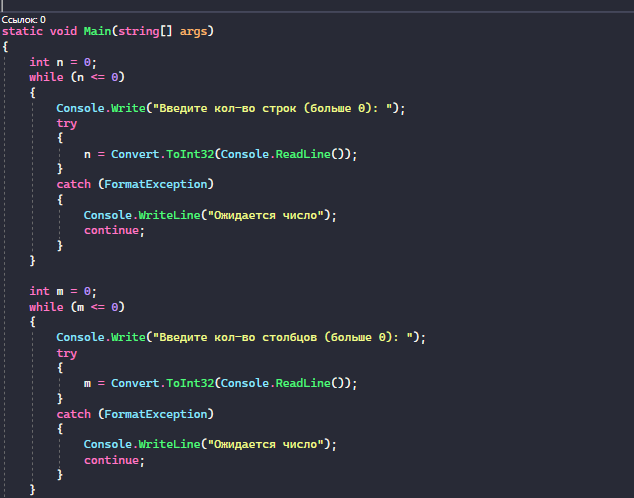 Ссылок: 0
static void Main(string[] args)
{
int n = 0;
while (n <= 0)
{
Console.Write("Введите кол-во строк (больше 0): ");
try
{
n = Convert.ToInt32(Console.ReadLine());
}
catch (FormatException)
{
Console.WriteLine("Ожидается число");
continue;
}
}
int m = 0;
while (m <= 0)
{
Console.Write("Введите кол-во столбцов (больше 0): ");
try
{
m = Convert.ToInt32(Console.ReadLine());
}
catch (FormatException)
{
Console.WriteLine("Ожидается число");
continue;
}
}